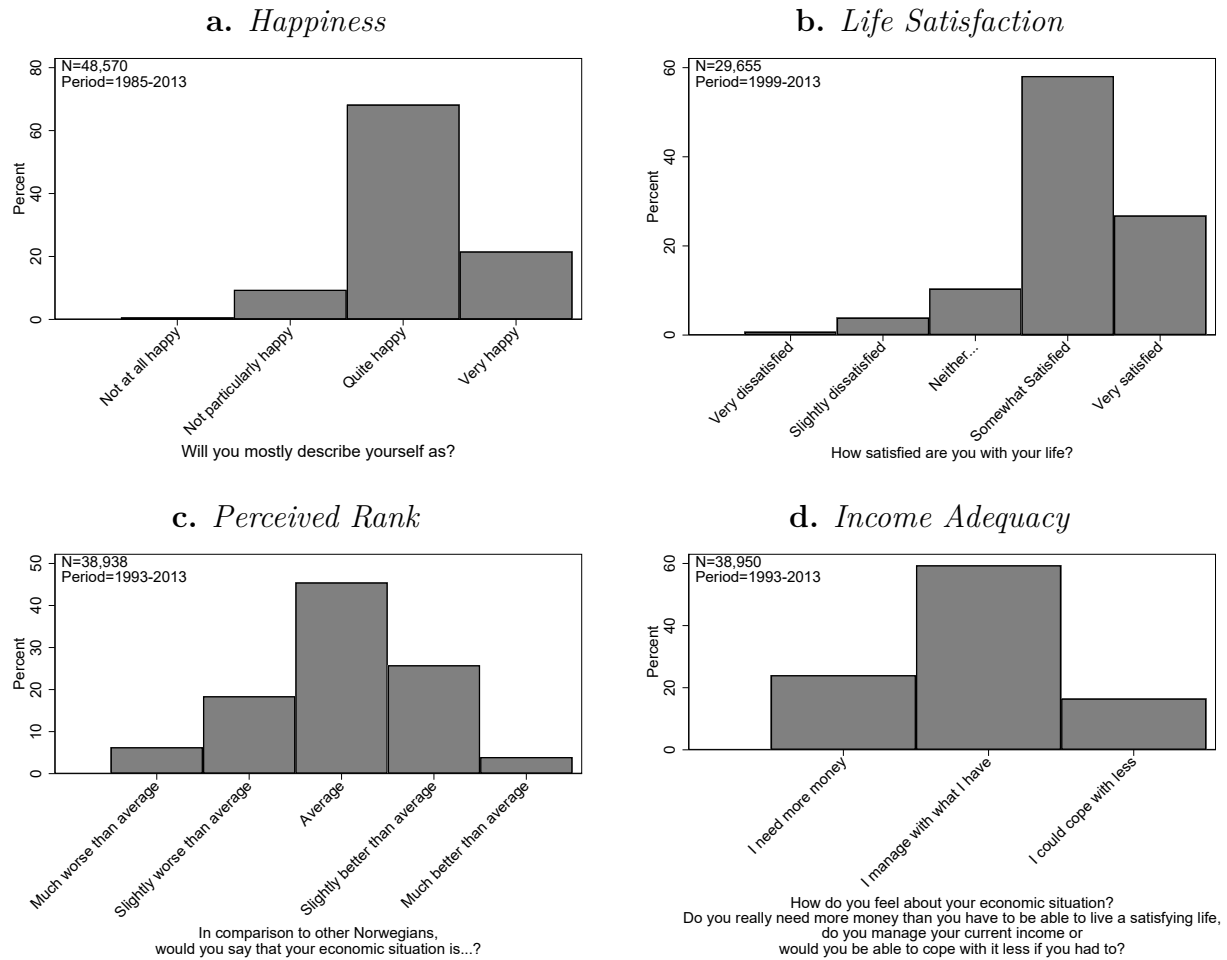 a. Happiness
N=48,570
Period=1985-2013
80
60
40
20
0
Percent
Not at all happy
Not particularly happy
Quite happy
Very happy
Will you mostly describe yourself as?
b. Life Satisfaction
N=29,655
Period=1999-2013
60
40
20
0
Percent
Very dissatisfied
Slightly dissatisfied
Neither...
Somewhat Satisfied
Very satisfied
How satisfied are you with your life?
c. Perceived Rank
N=38,938
Period=1993-2013
50
40
30
20
10
0
Percent
Much worse than average
Slightly worse than average
Average
Slightly better than average
Much better than average
In comparison to other Norwegians,
would you say that your economic situation is...?
d. Income Adequacy
N=38,950
Period=1993-2013
60
40
20
0
Percent
I need more money
I manage with what I have
I could cope with less
How do you feel about your economic situation?
Do you really need more money than you have to be able to live a satisfying life,
do you manage your current income or
would you be able to cope with it less if you had to?